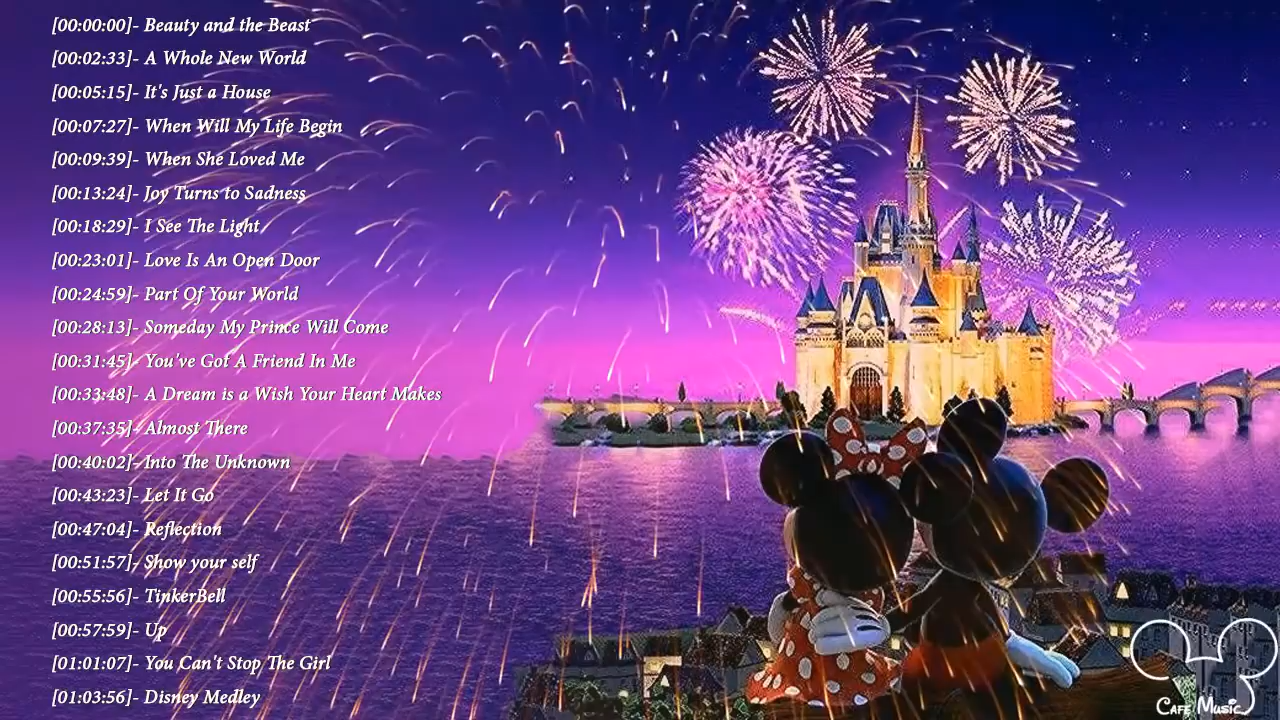 [00:00:00]- Beauty and the Beast
[00:02:33]- A Whole New World
[00:05:15]- It's Just a House
[00:07:27]- When Will My Life Begin
[00:09:39]- When She Loved Me
[00:13:24]- Joy Turns to Sadness
[00:18:29]- I See The Light
[00:23:01]- Love Is An Open Door
[00:24:59]- Part Of Your World
[00:28:13]- Someday My Prince Will Come
[00:31:45]- You've Got A Friend In Me
[00:33:48]- A Dream is a Wish Your Heart Makes
[00:37:35]- Almost There
[00:40:02]- Into The Unknown
[00:43:23]- Let It Go
[00:47:04]- Reflection
[00:51:57]- Show your self
[00:55:56]- TinkerBell
[00:57:59]- Up
[01:01:07]- You Can't Stop The Girl
[01:03:56]- Disney Medley
Cafe Music